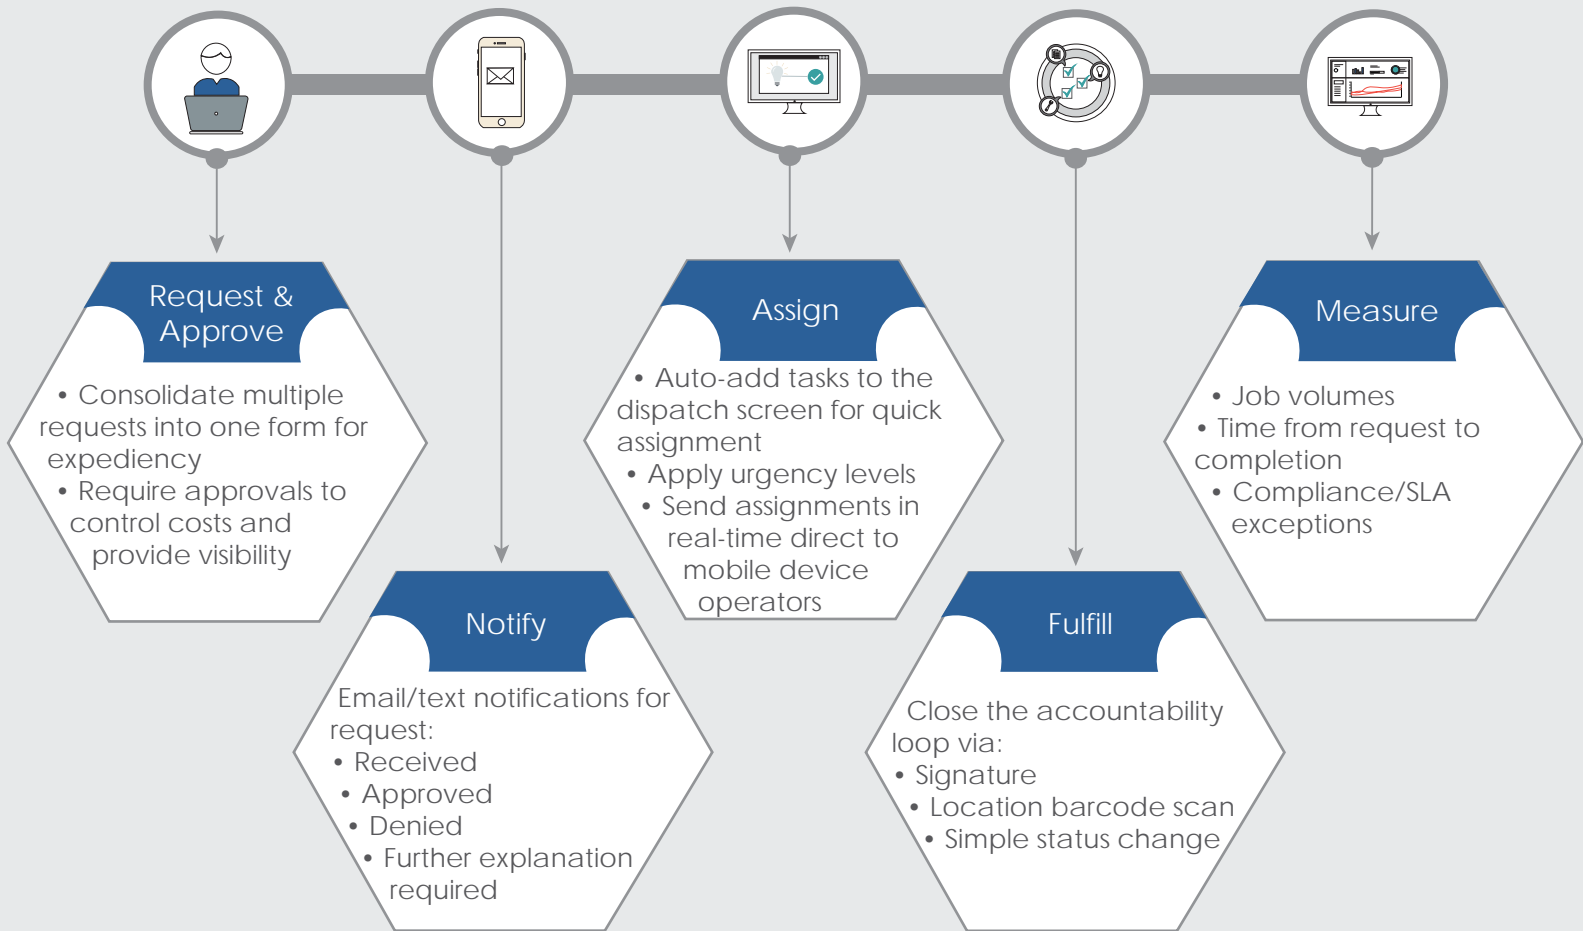 Request &
Approve
• Consolidate multiple
requests into one form for
expediency
• Require approvals to
control costs and
provide visibility
Notify
Email/text notifications for
request:
• Received
• Approved
• Denied
• Further explanation
required
Assign
• Auto-add tasks to the
dispatch screen for quick
assignment
• Apply urgency levels
• Send assignments in
real-time direct to
mobile device
operators
Fulfill
Close the accountability
loop via:
• Signature
• Location barcode scan
• Simple status change
Measure
• Job volumes
• Time from request to
completion
• Compliance/SLA
exceptions